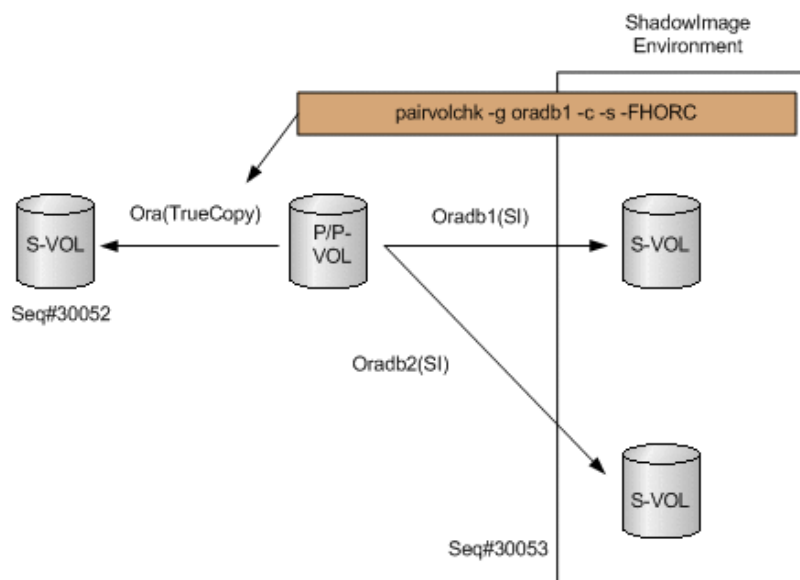 ShadowImage
Environment
pairvolchk -g oradb1 -c -s -FHORC
Ora(TrueCopy)
Oradb1(SI)
S-VOL
P/P-
VOL
S-VOL
Seq#30052
Oradb2(SI)
S-VOL
Seq#30053